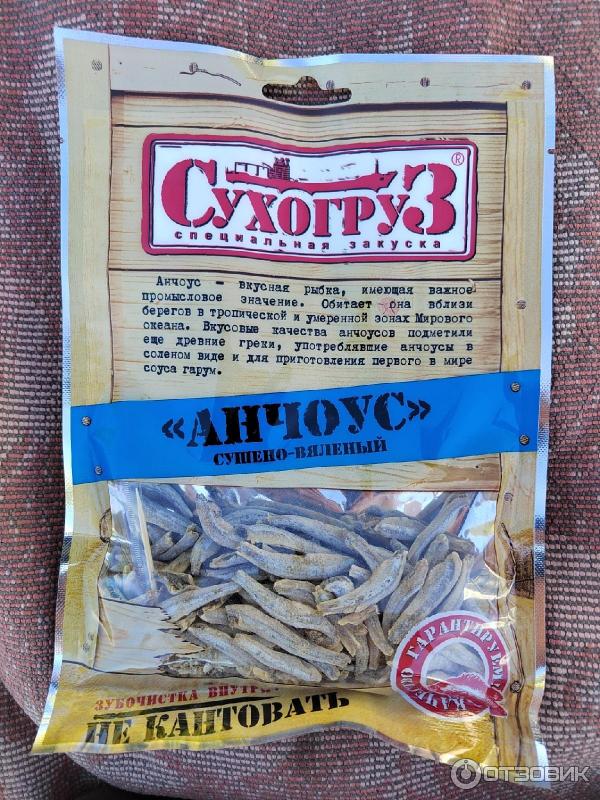 СУХОГРУЗ®
специальная закуска
Анчоус – вкусная рыбка, имеющая важное
промысловое значение. Обитает она вблизи
берегов в тропической и умеренной зонах Мирового
океана. Вкусовые качества анчоусов подметили
еще древние греки, употреблявшие анчоусы в
соленом виде и для приготовления первого в мире
соуса гарум.
«АНЧОУС»
СУШЕНО-ВЯЛЕНЫЙ
ГАРАНТИРУЕМ
КАЧЕСТВО
ЗУБОЧИСТКА ВНУТРИ
НЕ КАНТОВАТЬ
ОТЗОВИК